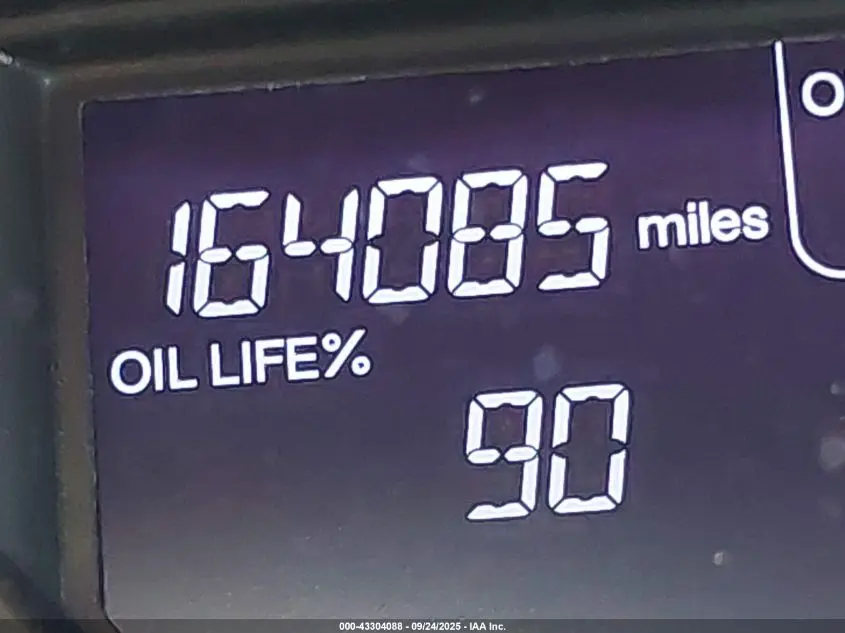 164085 miles
OIL LIFE%
90
000-43304088 - 09/24/2025 - IAA Inc.